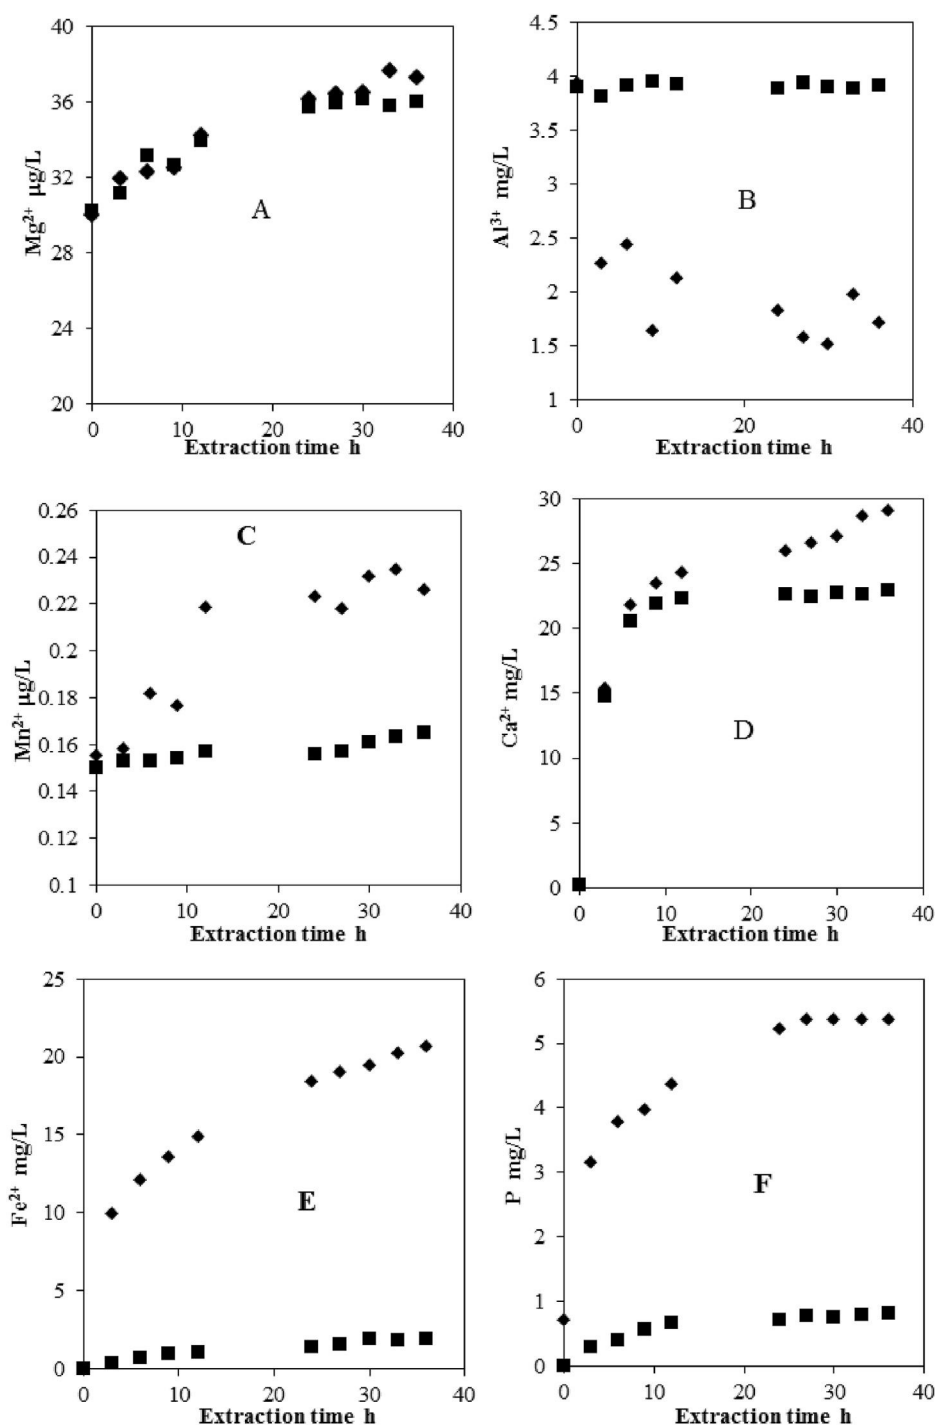 40
36
32
28
24
20
Mg²⁺ µg/L
A
0 10 20 30 40
Extraction time h
4.5
4
3.5
3
2.5
2
1.5
1
Al³⁺ mg/L
B
0 20 40
Extraction time h
0.26
0.24
0.22
0.2
0.18
0.16
0.14
0.12
0.1
Mn²⁺ µg/L
C
0 10 20 30 40
Extraction time h
30
25
20
15
10
5
0
Ca²⁺ mg/L
D
0 10 20 30 40
Extraction time h
25
20
15
10
5
0
Fe²⁺ mg/L
E
0 10 20 30 40
Extraction time h
6
5
4
3
2
1
0
P mg/L
F
0 10 20 30 40
Extraction time h